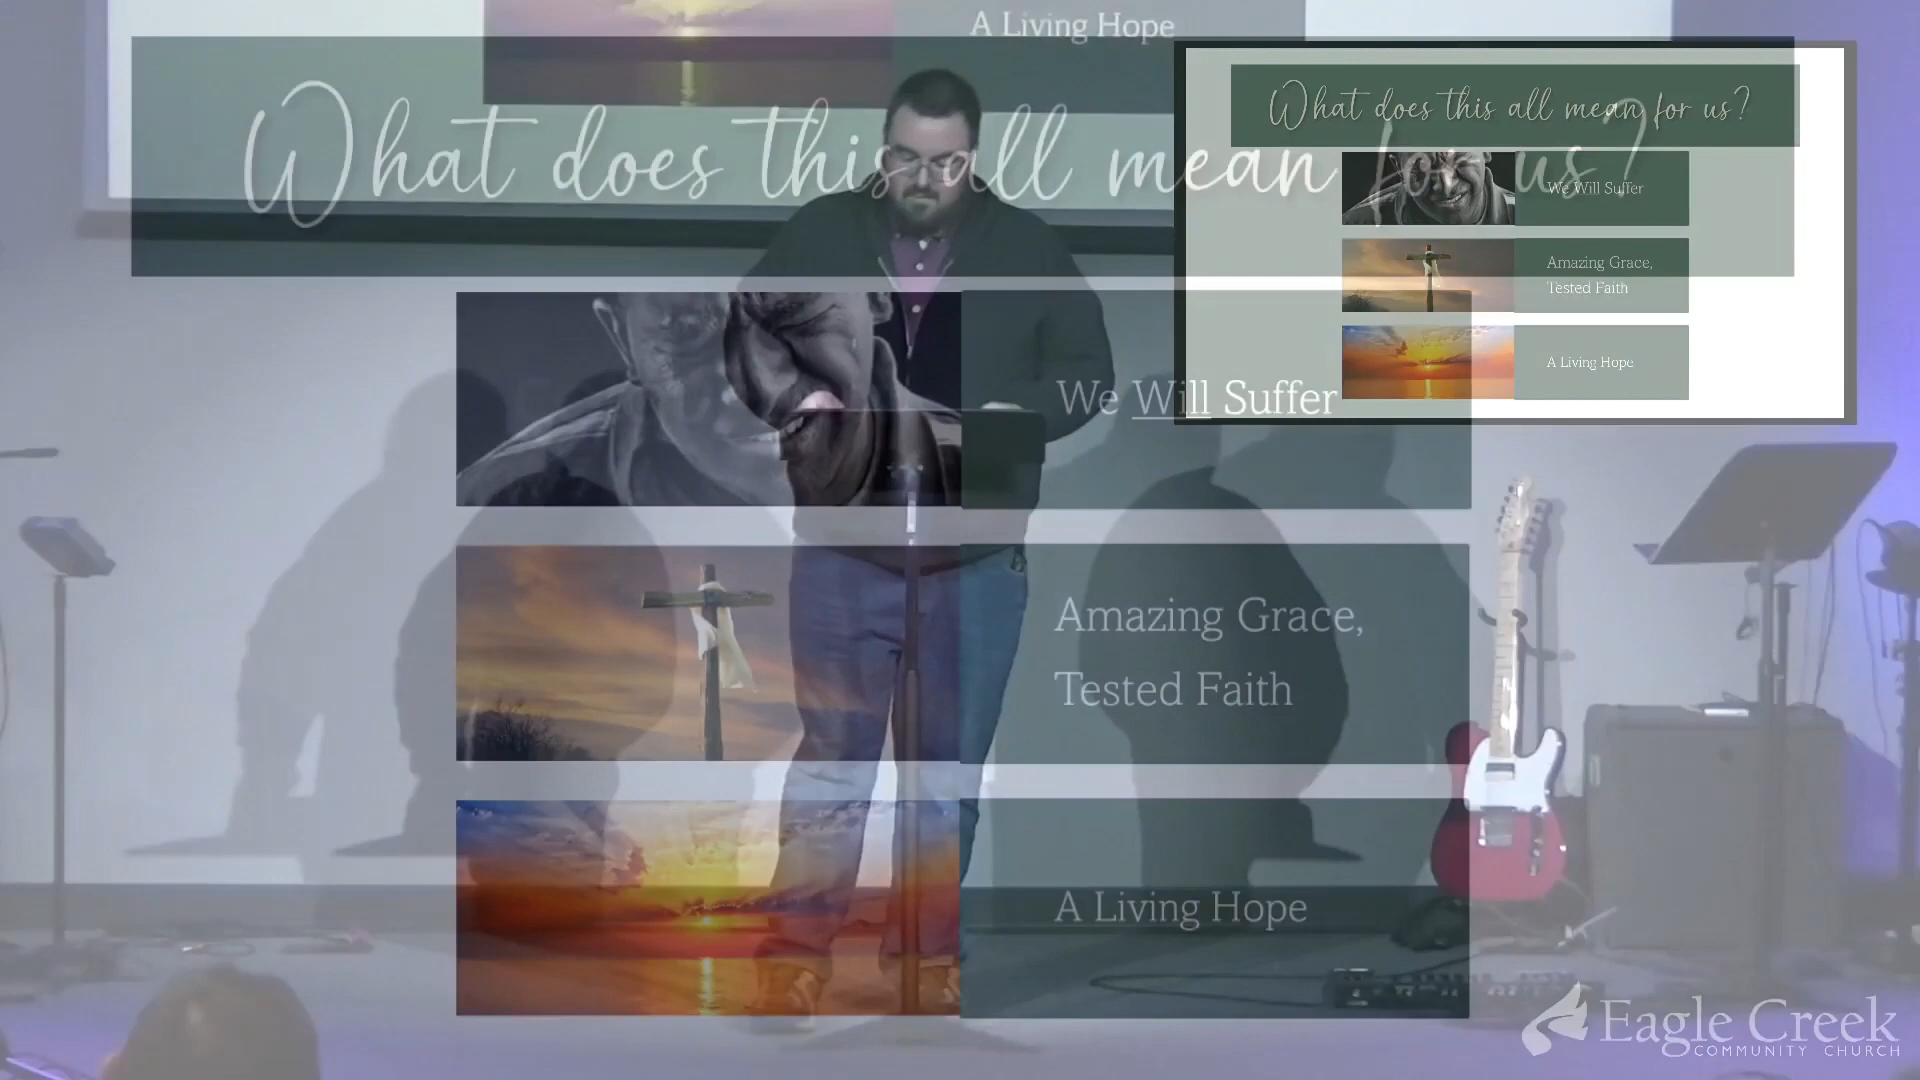 A Living Hope
What does this all mean for us?
We Will Suffer
Amazing Grace,
Tested Faith
A Living Hope
What does this all mean for us?
We Will Suffer
Amazing Grace,
Tested Faith
A Living Hope
Eagle Creek
COMMUNITY CHURCH